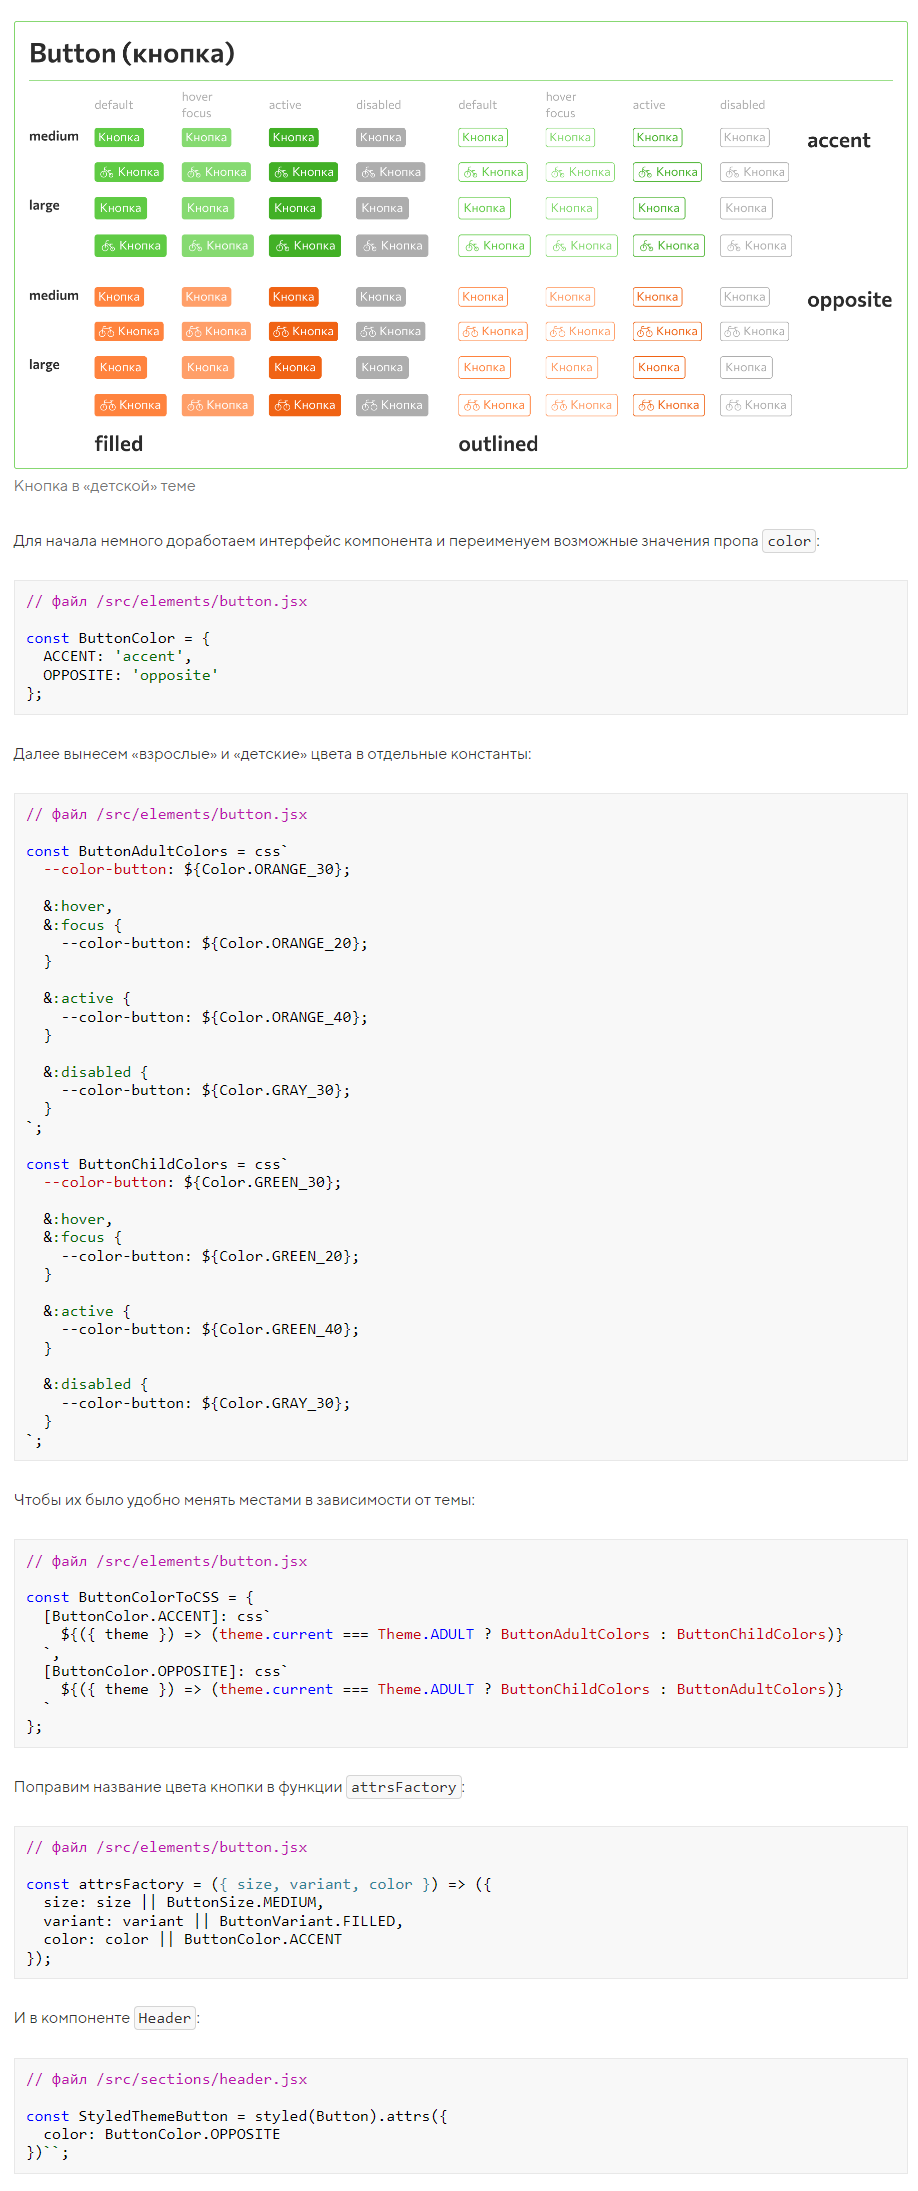 Button (кнопка)
default hover focus active disabled default hover focus active disabled
medium Кнопка Кнопка Кнопка Кнопка Кнопка Кнопка Кнопка Кнопка accent
Кнопка Кнопка Кнопка Кнопка Кнопка Кнопка Кнопка Кнопка
large Кнопка Кнопка Кнопка Кнопка Кнопка Кнопка Кнопка Кнопка
Кнопка Кнопка Кнопка Кнопка Кнопка Кнопка Кнопка Кнопка
medium Кнопка Кнопка Кнопка Кнопка Кнопка Кнопка Кнопка Кнопка opposite
Кнопка Кнопка Кнопка Кнопка Кнопка Кнопка Кнопка Кнопка
large Кнопка Кнопка Кнопка Кнопка Кнопка Кнопка Кнопка Кнопка
Кнопка Кнопка Кнопка Кнопка Кнопка Кнопка Кнопка Кнопка
filled outlined
Кнопка в «детской» теме
Для начала немного доработаем интерфейс компонента и переименуем возможные значения пропа color:
// файл /src/elements/button.jsx
const ButtonColor = {
  ACCENT: 'accent',
  OPPOSITE: 'opposite'
};
Далее вынесем «взрослые» и «детские» цвета в отдельные константы:
// файл /src/elements/button.jsx
const ButtonAdultColors = css`
  --color-button: ${Color.ORANGE_30};
  &:hover,
  &:focus {
    --color-button: ${Color.ORANGE_20};
  }
  &:active {
    --color-button: ${Color.ORANGE_40};
  }
  &:disabled {
    --color-button: ${Color.GRAY_30};
  }
`;
const ButtonChildColors = css`
  --color-button: ${Color.GREEN_30};
  &:hover,
  &:focus {
    --color-button: ${Color.GREEN_20};
  }
  &:active {
    --color-button: ${Color.GREEN_40};
  }
  &:disabled {
    --color-button: ${Color.GRAY_30};
  }
`;
Чтобы их было удобно менять местами в зависимости от темы:
// файл /src/elements/button.jsx
const ButtonColorToCSS = {
  [ButtonColor.ACCENT]: css`
    ${({ theme }) => (theme.current === Theme.ADULT ? ButtonAdultColors : ButtonChildColors)}
  `,
  [ButtonColor.OPPOSITE]: css`
    ${({ theme }) => (theme.current === Theme.ADULT ? ButtonChildColors : ButtonAdultColors)}
  `
};
Поправим название цвета кнопки в функции attrsFactory:
// файл /src/elements/button.jsx
const attrsFactory = ({ size, variant, color }) => ({
  size: size || ButtonSize.MEDIUM,
  variant: variant || ButtonVariant.FILLED,
  color: color || ButtonColor.ACCENT
});
И в компоненте Header:
// файл /src/sections/header.jsx
const StyledThemeButton = styled(Button).attrs({
  color: ButtonColor.OPPOSITE
})``;